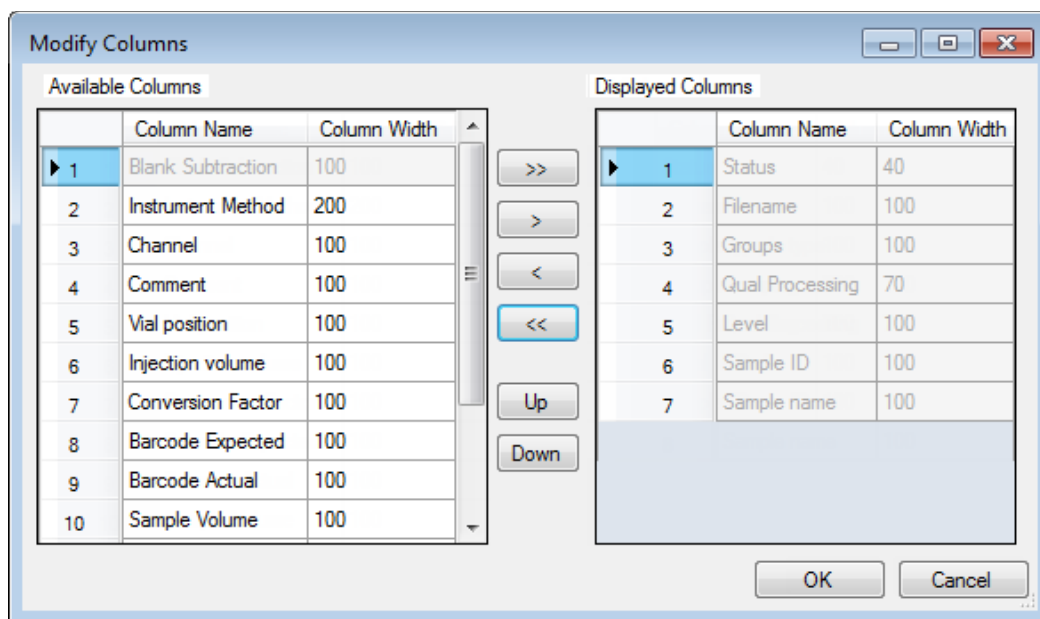 Modify Columns
Available Columns
Column Name Column Width
1 Blank Subtraction 100
2 Instrument Method 200
3 Channel 100
4 Comment 100
5 Vial position 100
6 Injection volume 100
7 Conversion Factor 100
8 Barcode Expected 100
9 Barcode Actual 100
10 Sample Volume 100
>>
>
<
<<
Up
Down
Displayed Columns
Column Name Column Width
1 Status 40
2 Filename 100
3 Groups 100
4 Qual Processing 70
5 Level 100
6 Sample ID 100
7 Sample name 100
OK Cancel